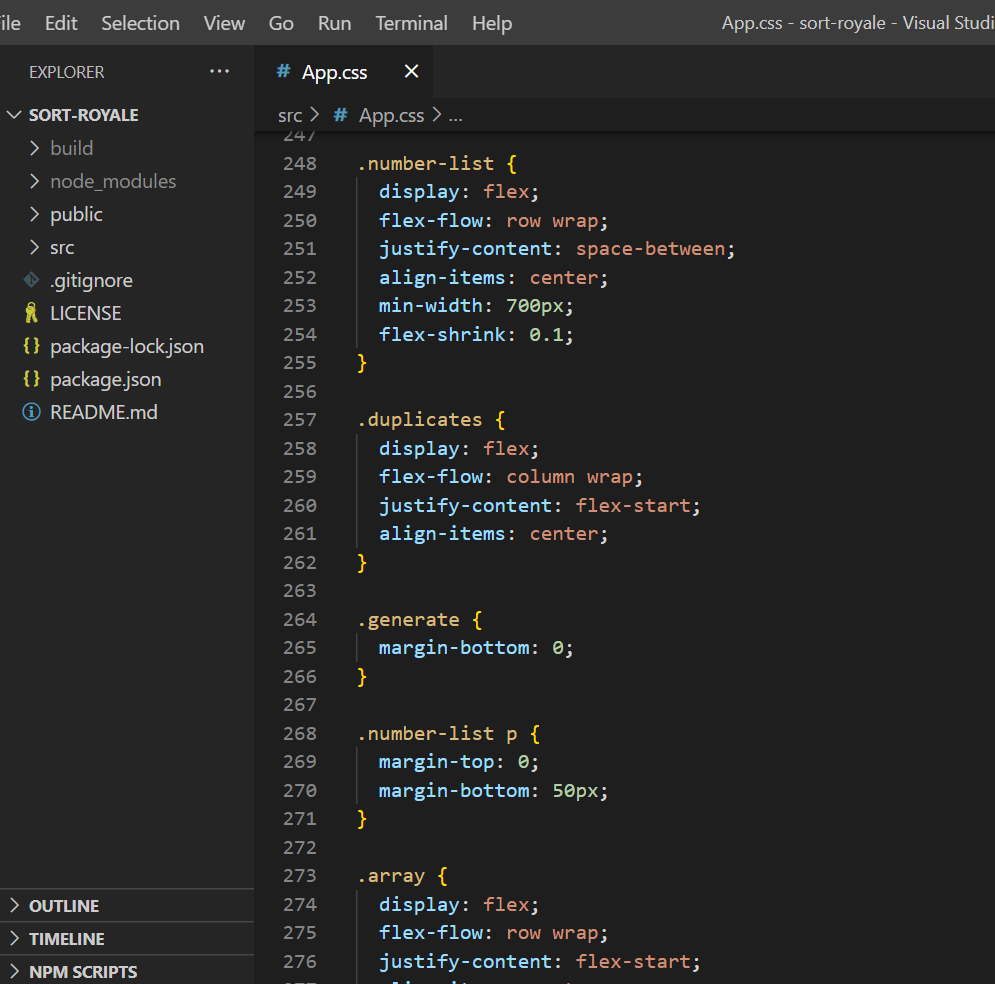 File Edit Selection View Go Run Terminal Help App.css - sort-royale - Visual Studi
EXPLORER ···
SORT-ROYALE
build
node_modules
public
src
.gitignore
LICENSE
package-lock.json
package.json
README.md
OUTLINE
TIMELINE
NPM SCRIPTS
# App.css ×
src > # App.css > ...
247
248 .number-list {
249 display: flex;
250 flex-flow: row wrap;
251 justify-content: space-between;
252 align-items: center;
253 min-width: 700px;
254 flex-shrink: 0.1;
255 }
256
257 .duplicates {
258 display: flex;
259 flex-flow: column wrap;
260 justify-content: flex-start;
261 align-items: center;
262 }
263
264 .generate {
265 margin-bottom: 0;
266 }
267
268 .number-list p {
269 margin-top: 0;
270 margin-bottom: 50px;
271 }
272
273 .array {
274 display: flex;
275 flex-flow: row wrap;
276 justify-content: flex-start;